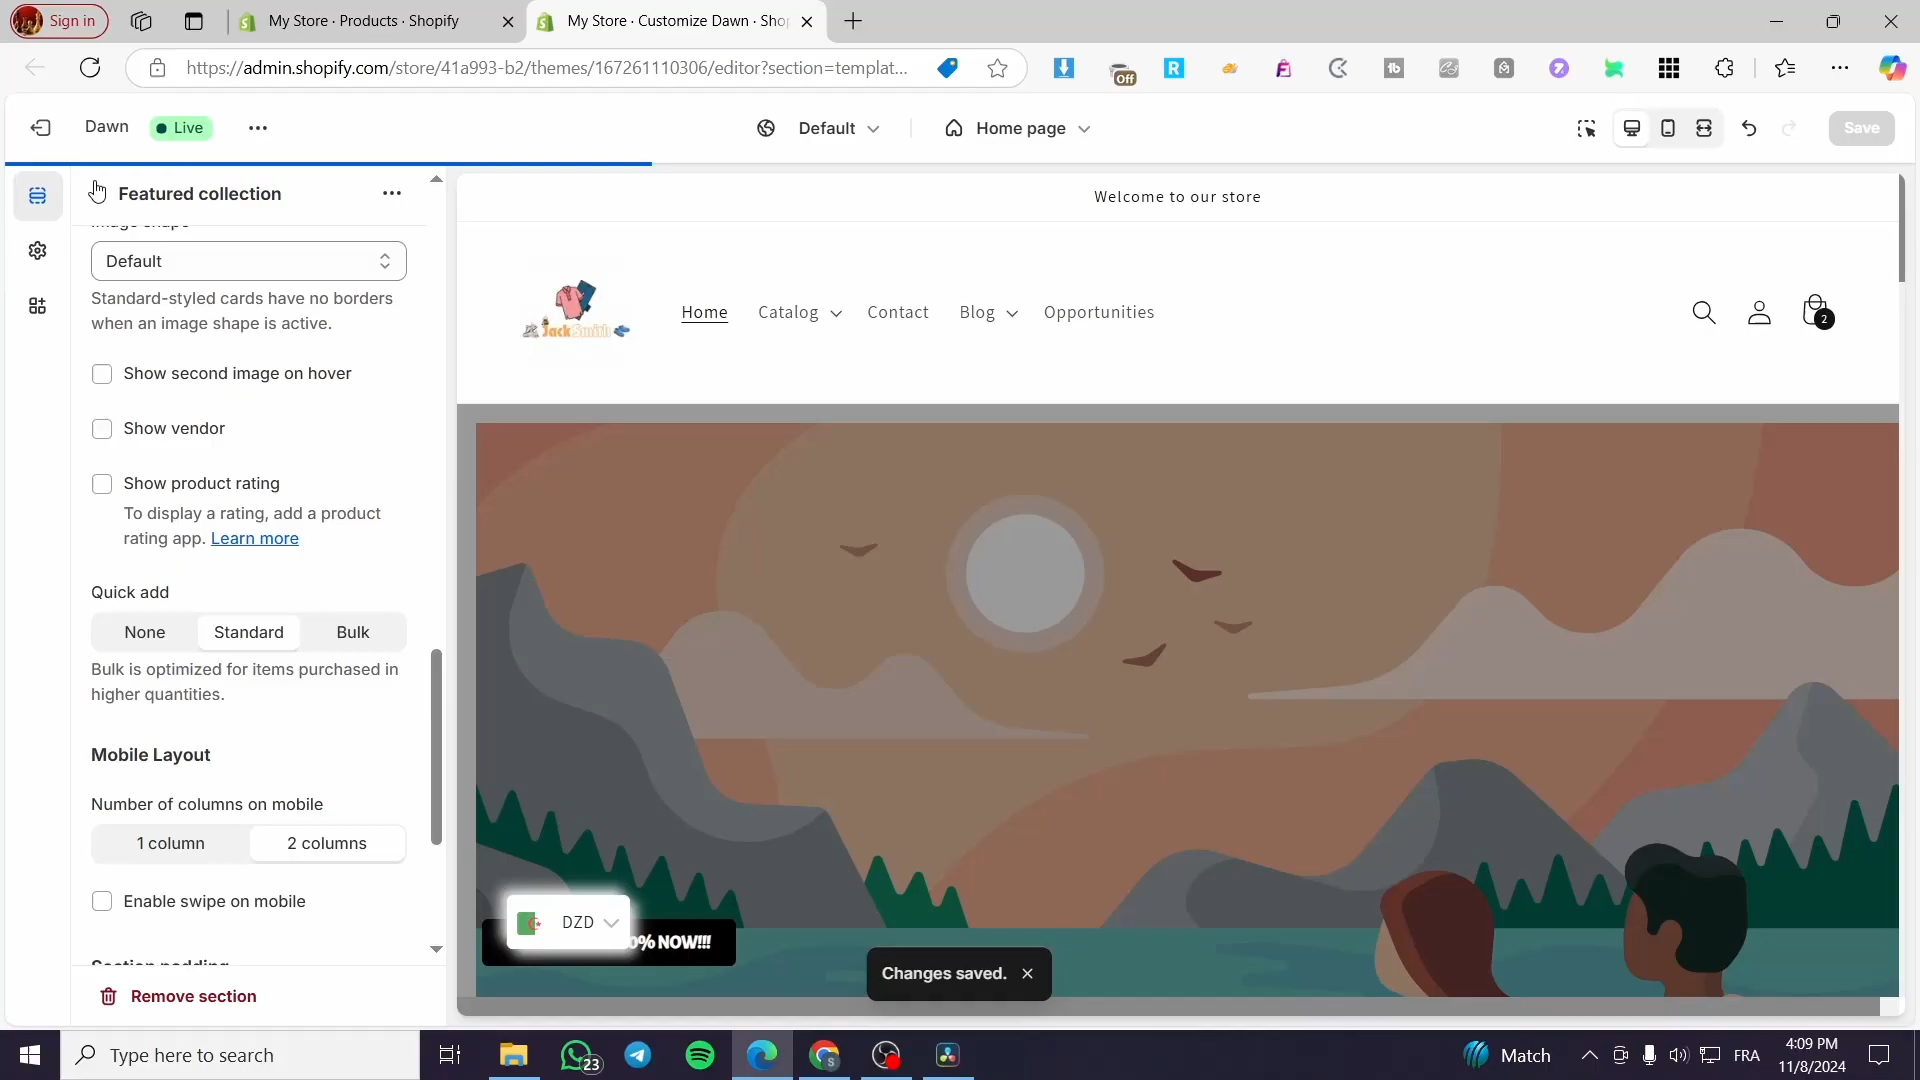 Sign in
My Store · Products · Shopify
My Store · Customize Dawn · Sho
https://admin.shopify.com/store/41a993-b2/themes/167261110306/editor?section=templat...
Off
Dawn
Live
Default
Home page
Save
Featured collection
Default
Standard-styled cards have no borders
when an image shape is active.
Show second image on hover
Show vendor
Show product rating
To display a rating, add a product
rating app. Learn more
Quick add
None
Standard
Bulk
Bulk is optimized for items purchased in
higher quantities.
Mobile Layout
Number of columns on mobile
1 column
2 columns
Enable swipe on mobile
Remove section
Welcome to our store
JackSmith
Home
Catalog
Contact
Blog
Opportunities
2
DZD
0% NOW!!!
Changes saved.
Type here to search
23
Match
FRA
4:09 PM
11/8/2024